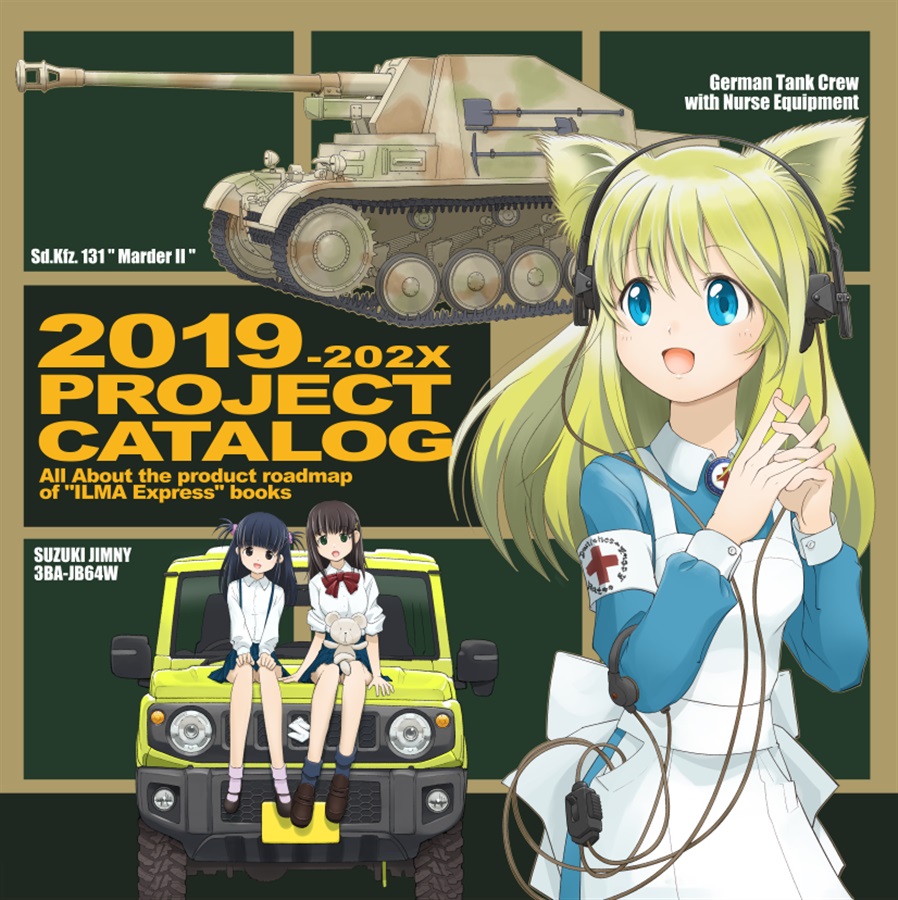 German Tank Crew
with Nurse Equipment
Sd.Kfz. 131 " Marder II "
2019-202X
PROJECT
CATALOG
All About the product roadmap
of "ILMA Express" books
SUZUKI JIMNY
3BA-JB64W